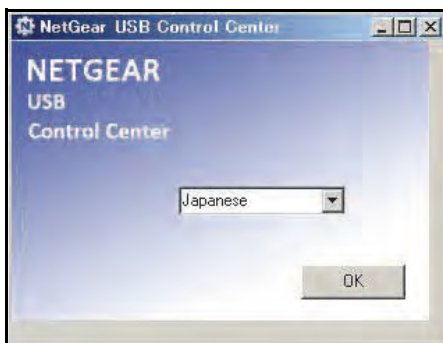 NetGear USB Control Center
NETGEAR
USB
Control Center
Japanese
OK